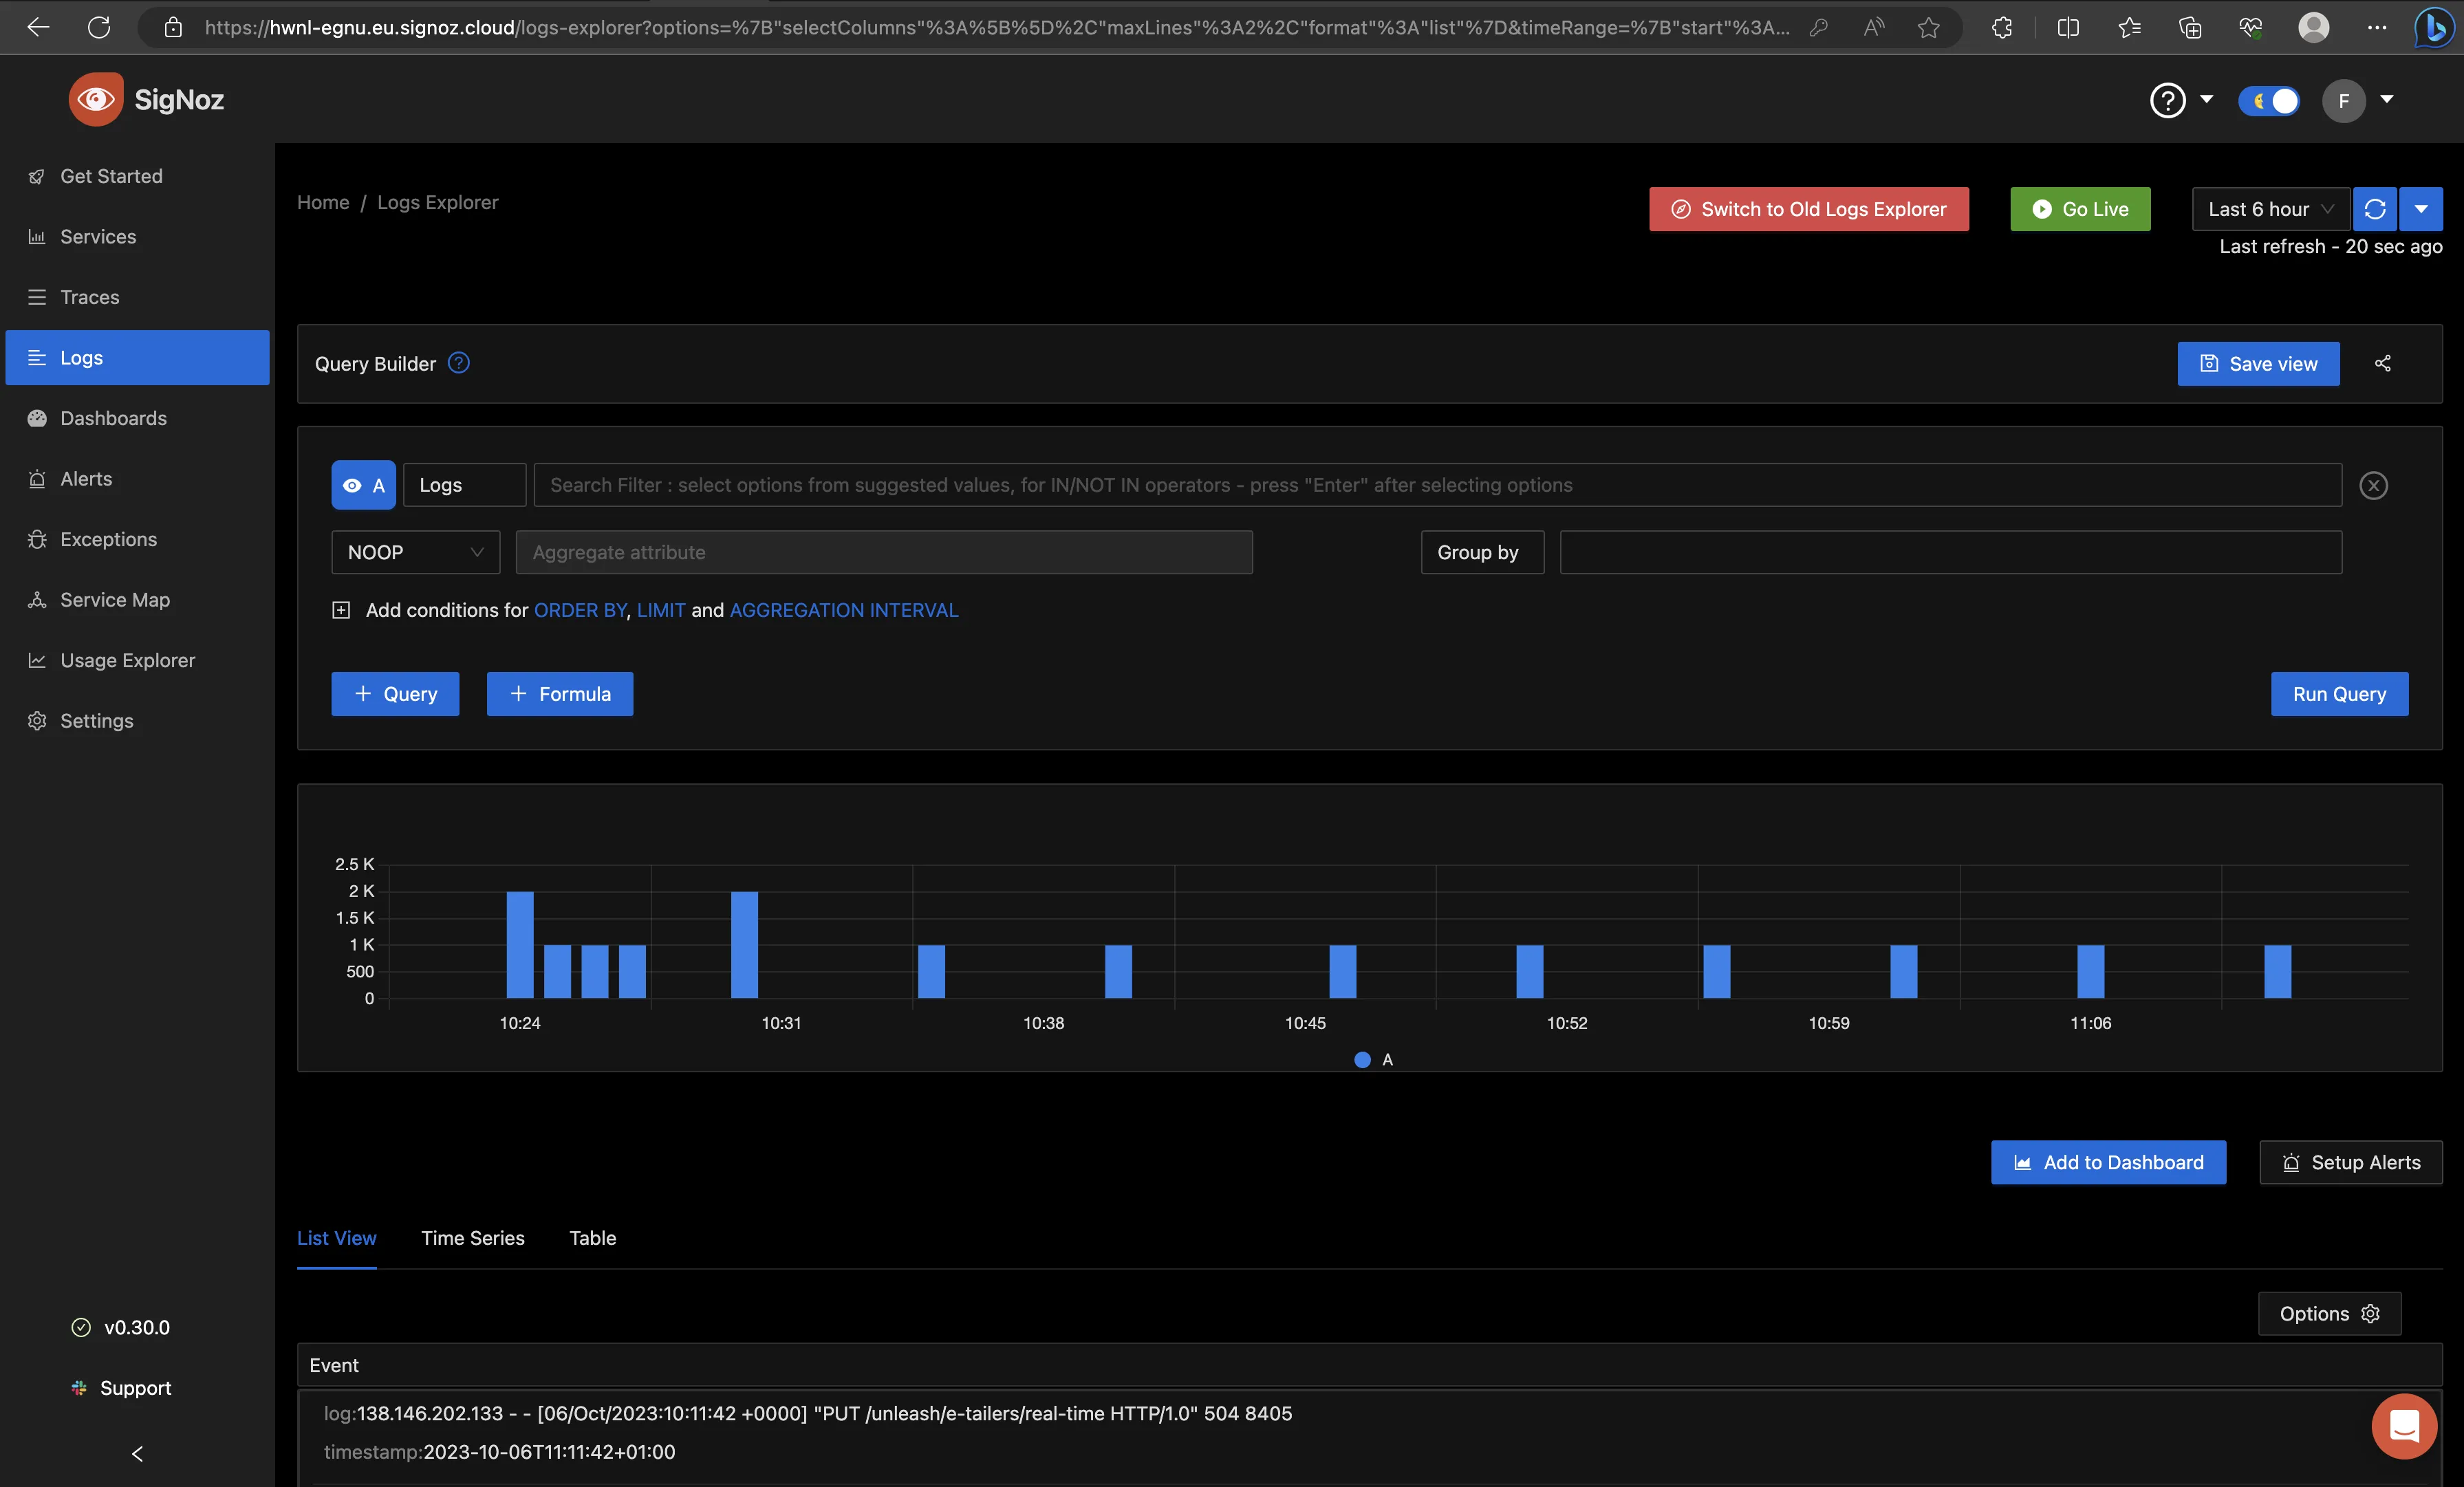 https://hwnl-egnu.eu.signoz.cloud/logs-explorer?options=%7B"selectColumns"%3A%5B%5D%2C"maxLines"%3A2%2C"format"%3A"list"%7D&timeRange=%7B"start"%3A...
SigNoz
F
Get Started
Services
Traces
Logs
Dashboards
Alerts
Exceptions
Service Map
Usage Explorer
Settings
v0.30.0
Support
Home / Logs Explorer
Switch to Old Logs Explorer
Go Live
Last 6 hour
Last refresh - 20 sec ago
Query Builder
Save view
A Logs Search Filter : select options from suggested values, for IN/NOT IN operators - press "Enter" after selecting options
NOOP Aggregate attribute Group by
Add conditions for ORDER BY, LIMIT and AGGREGATION INTERVAL
+ Query + Formula Run Query
2.5 K
2 K
1.5 K
1 K
500
0
10:24 10:31 10:38 10:45 10:52 10:59 11:06
A
Add to Dashboard Setup Alerts
List View Time Series Table
Options
Event
log:138.146.202.133 - - [06/Oct/2023:10:11:42 +0000] "PUT /unleash/e-tailers/real-time HTTP/1.0" 504 8405
timestamp:2023-10-06T11:11:42+01:00